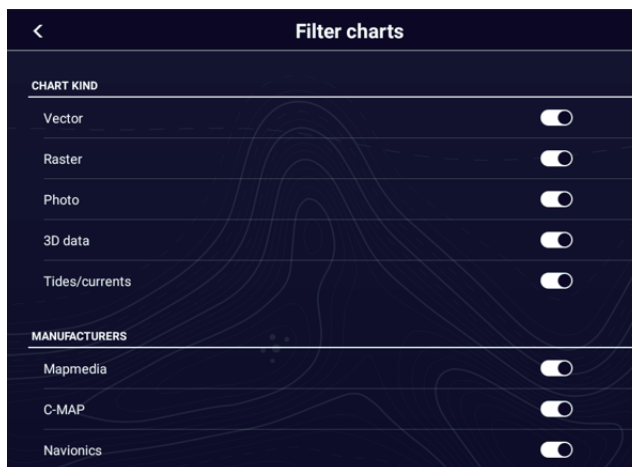 Filter charts
CHART KIND
Vector
Raster
Photo
3D data
Tides/currents
MANUFACTURERS
Mapmedia
C-MAP
Navionics